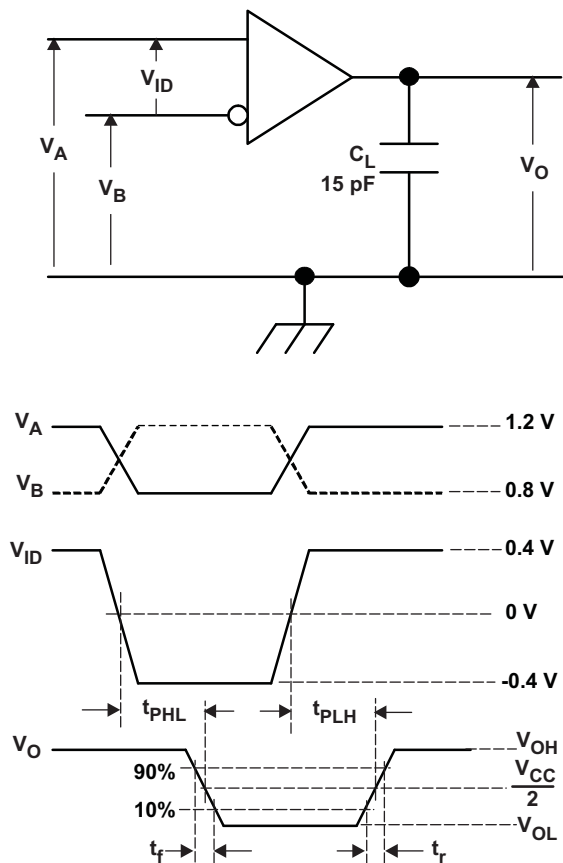 V_ID
V_A
V_B
C_L
15 pF
V_O
V_A
1.2 V
V_B
0.8 V
V_ID
0.4 V
0 V
-0.4 V
t_PHL
t_PLH
V_O
V_OH
90%
V_CC
2
10%
V_OL
t_f
t_r